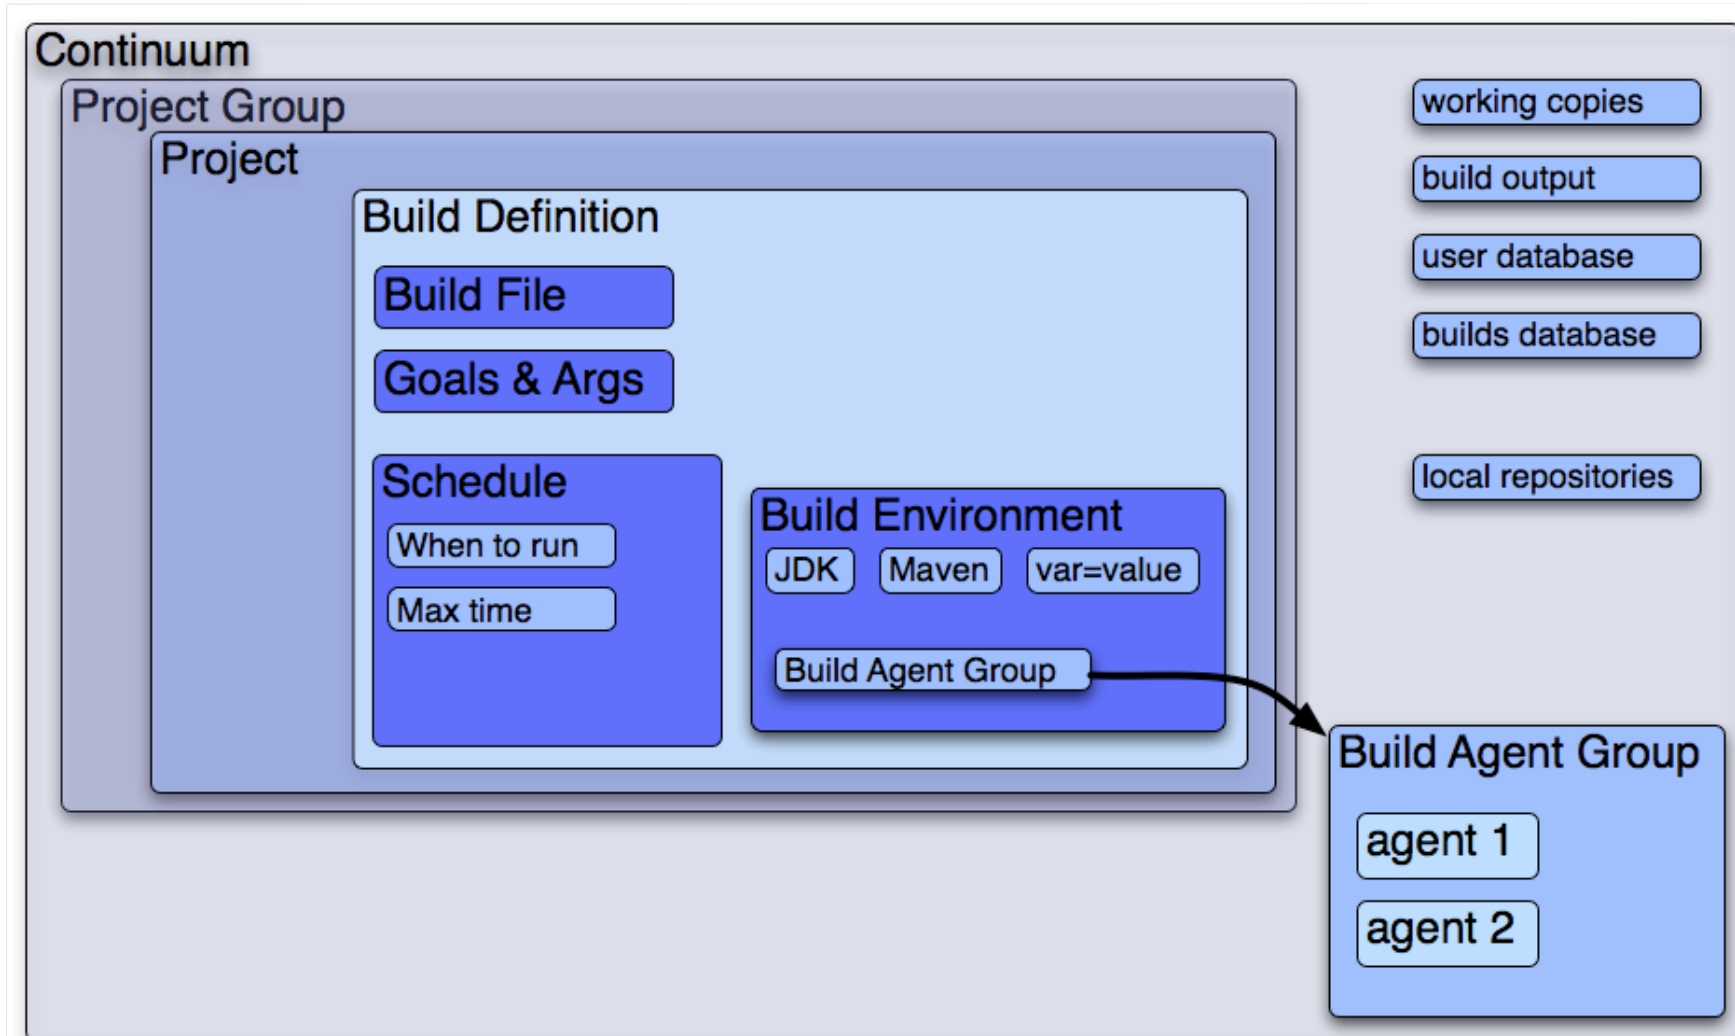 Continuum
Project Group
Project
Build Definition
Build File
Goals & Args
Schedule
When to run
Max time
Build Environment
JDK
Maven
var=value
Build Agent Group
working copies
build output
user database
builds database
local repositories
Build Agent Group
agent 1
agent 2